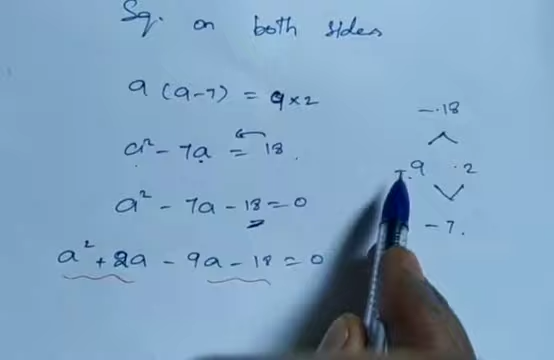 Sq. on both sides
a (a-7) = 9×2
a² - 7a = 18.
a² - 7a - 18 = 0
a² + 2a - 9a - 18 = 0
-18
-9 2
-7.